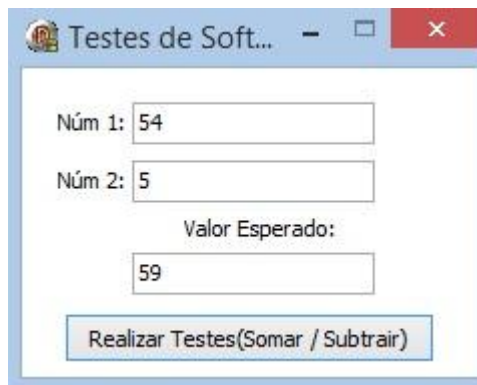 Testes de Soft...
Núm 1: 54
Núm 2: 5
Valor Esperado:
59
Realizar Testes(Somar / Subtrair)